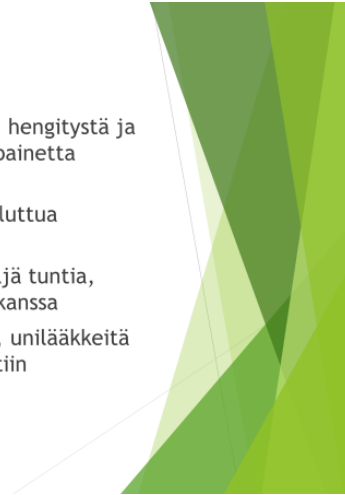 hengitystä ja
painetta
luttua
jä tuntia,
kanssa
, unilääkkeitä
tiin